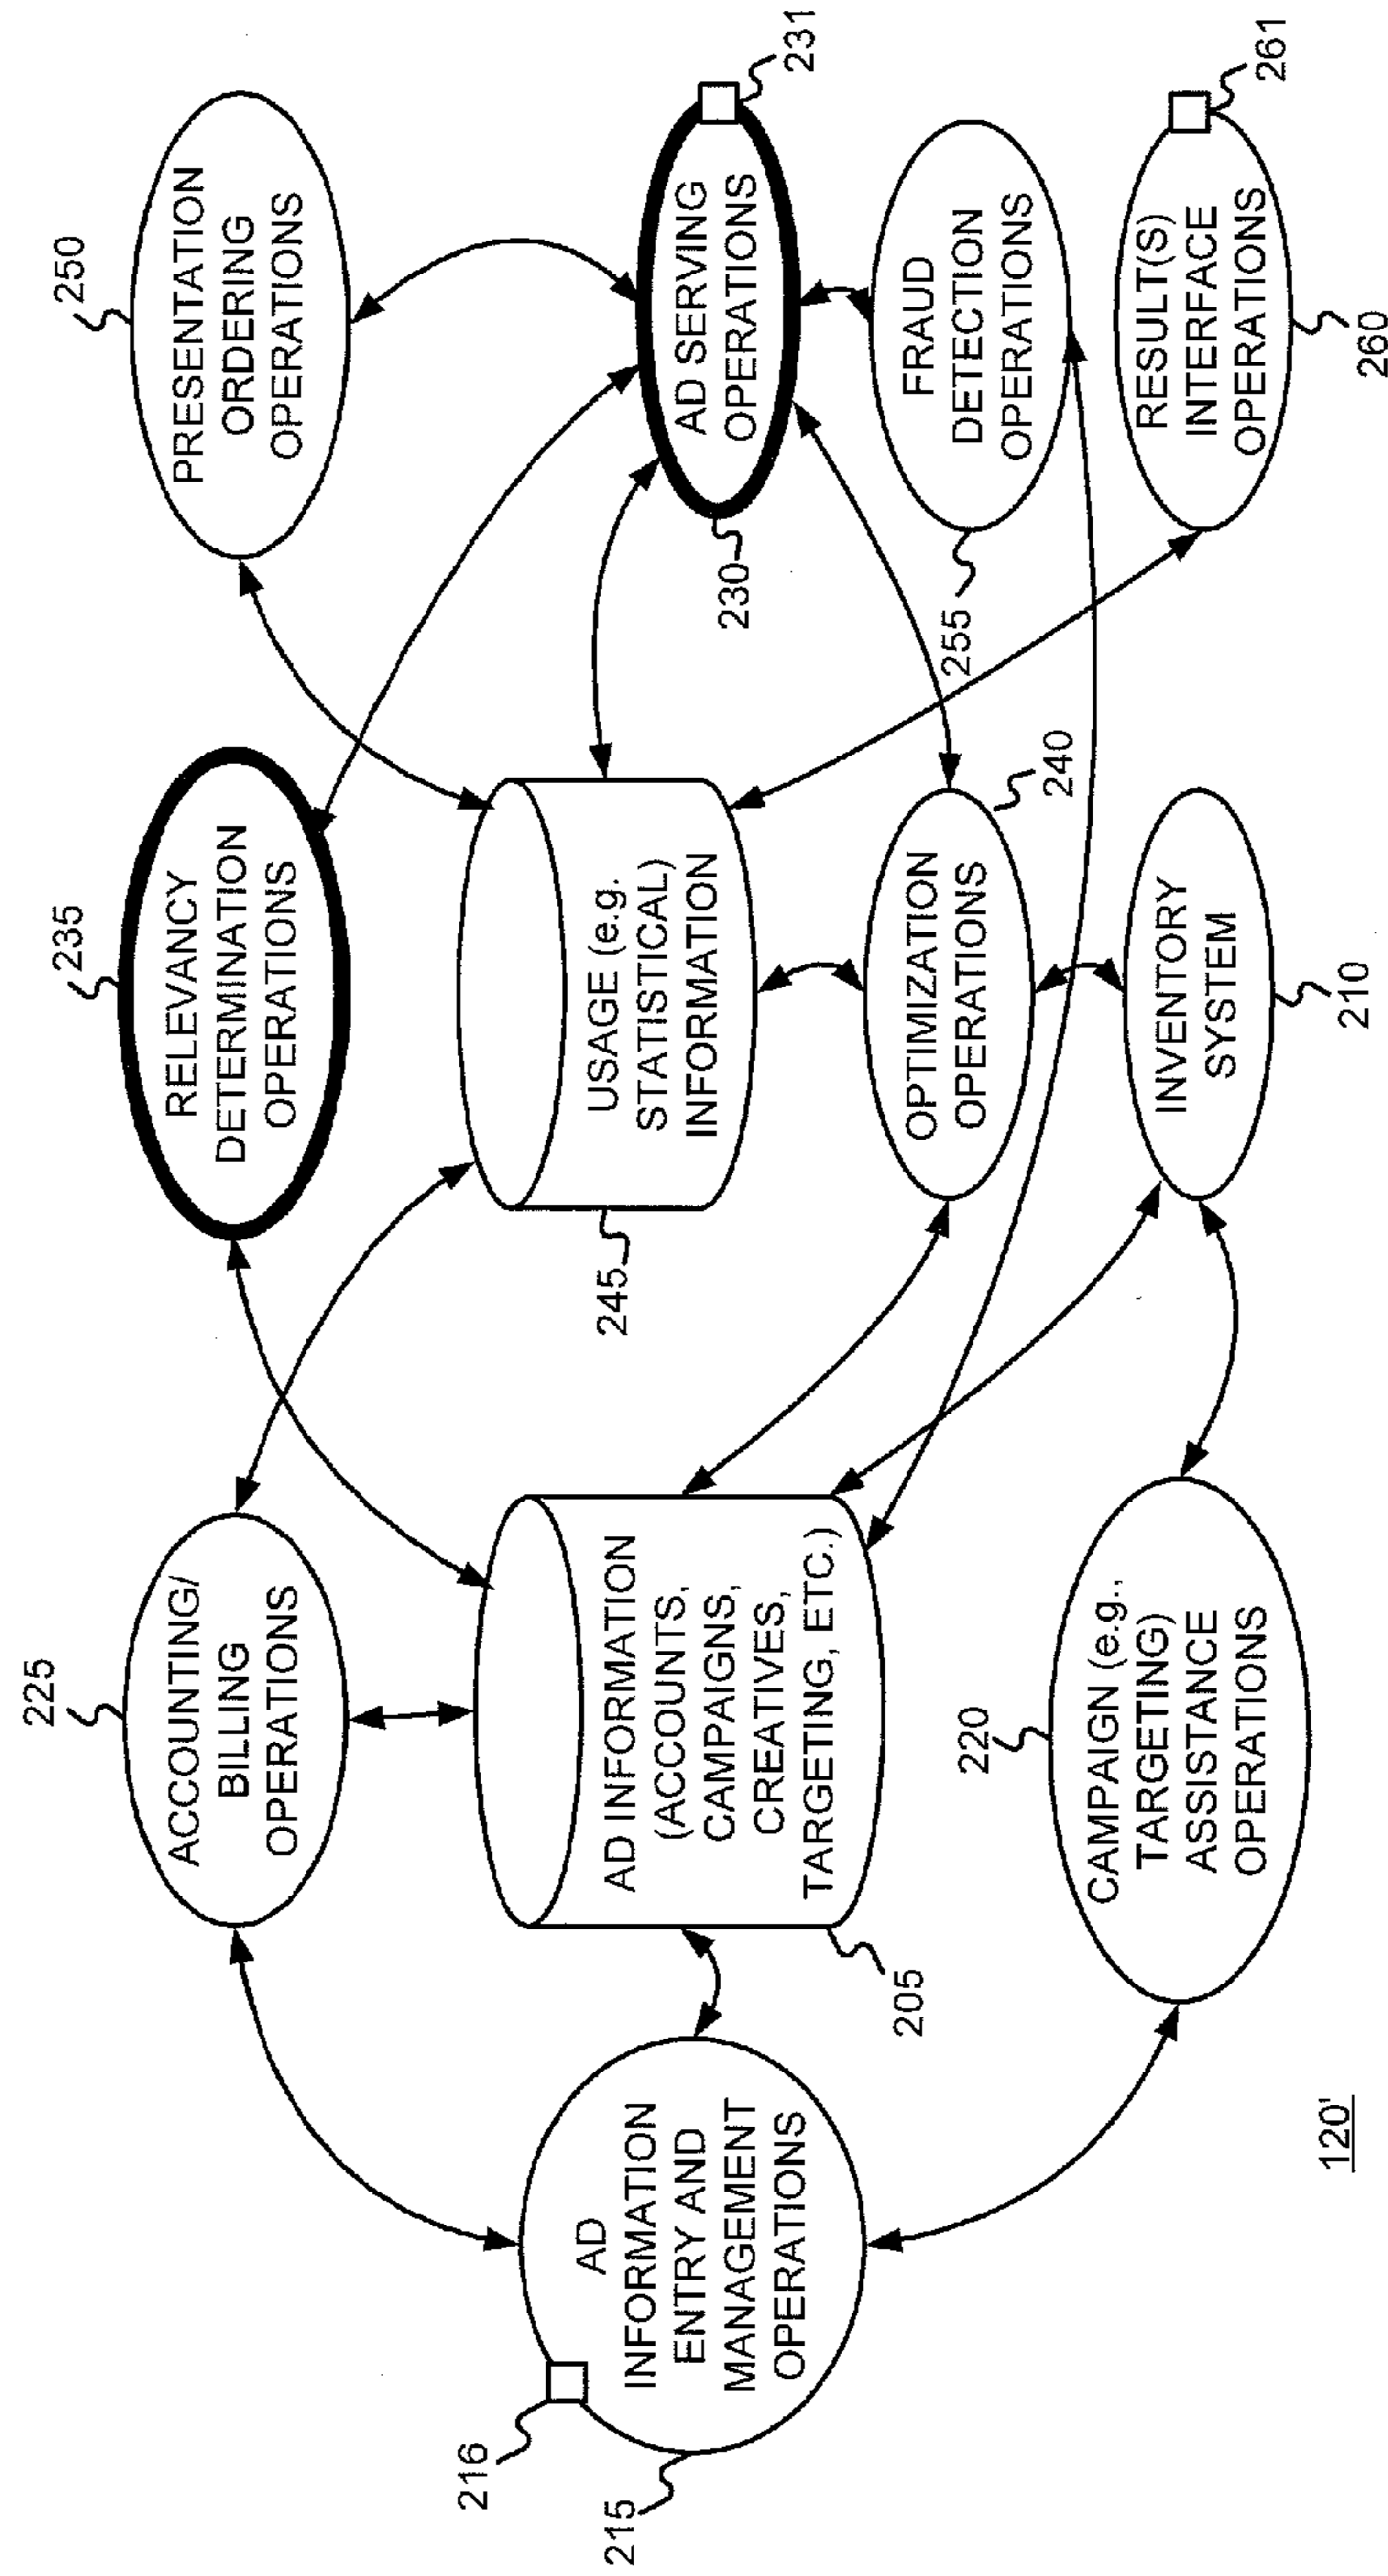 225
ACCOUNTING/
BILLING
OPERATIONS
235
RELEVANCY
DETERMINATION
OPERATIONS
250
PRESENTATION
ORDERING
OPERATIONS
216
215
AD
INFORMATION
ENTRY AND
MANAGEMENT
OPERATIONS
AD INFORMATION
(ACCOUNTS,
CAMPAIGNS,
CREATIVES,
TARGETING, ETC.)
205
245
USAGE (e.g.
STATISTICAL)
INFORMATION
230
AD SERVING
OPERATIONS
231
OPTIMIZATION
OPERATIONS
240
255
FRAUD
DETECTION
OPERATIONS
220
CAMPAIGN (e.g.,
TARGETING)
ASSISTANCE
OPERATIONS
INVENTORY
SYSTEM
210
RESULT(S)
INTERFACE
OPERATIONS
261
260
120'